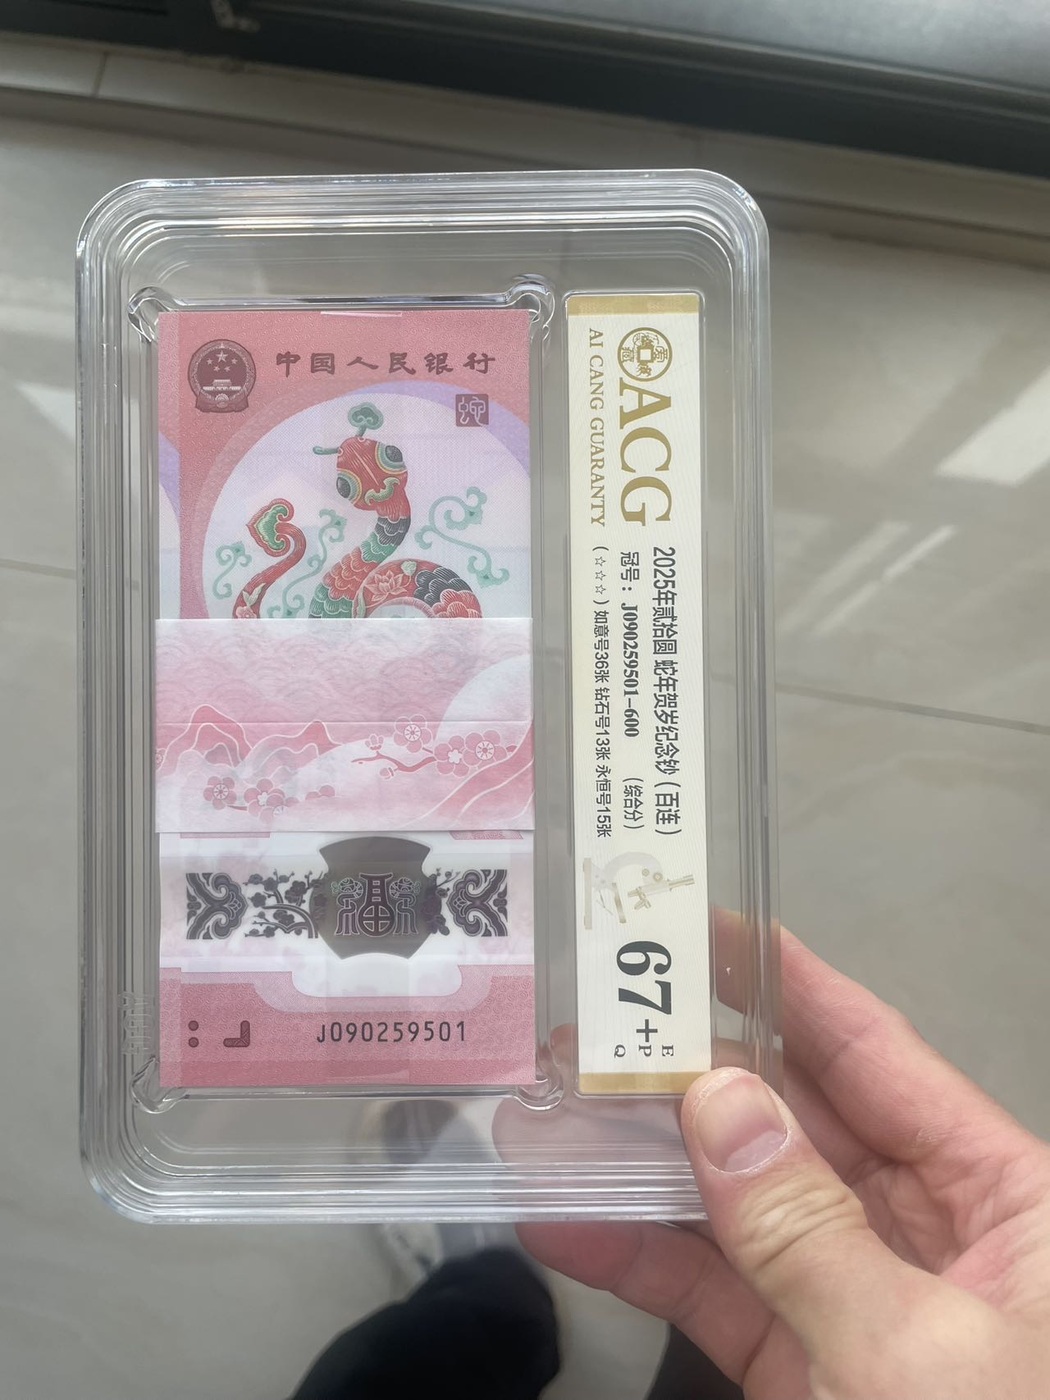 中国人民银行
蛇
福
J090259501
ACG
AI CANG GUARANTY
2025年贰拾圆 蛇年贺岁纪念钞（百连）
冠号：J090259501-600 （综合分）
（☆☆☆）如意号36张 钻石号13张 永恒号15张
67+
E
P
Q